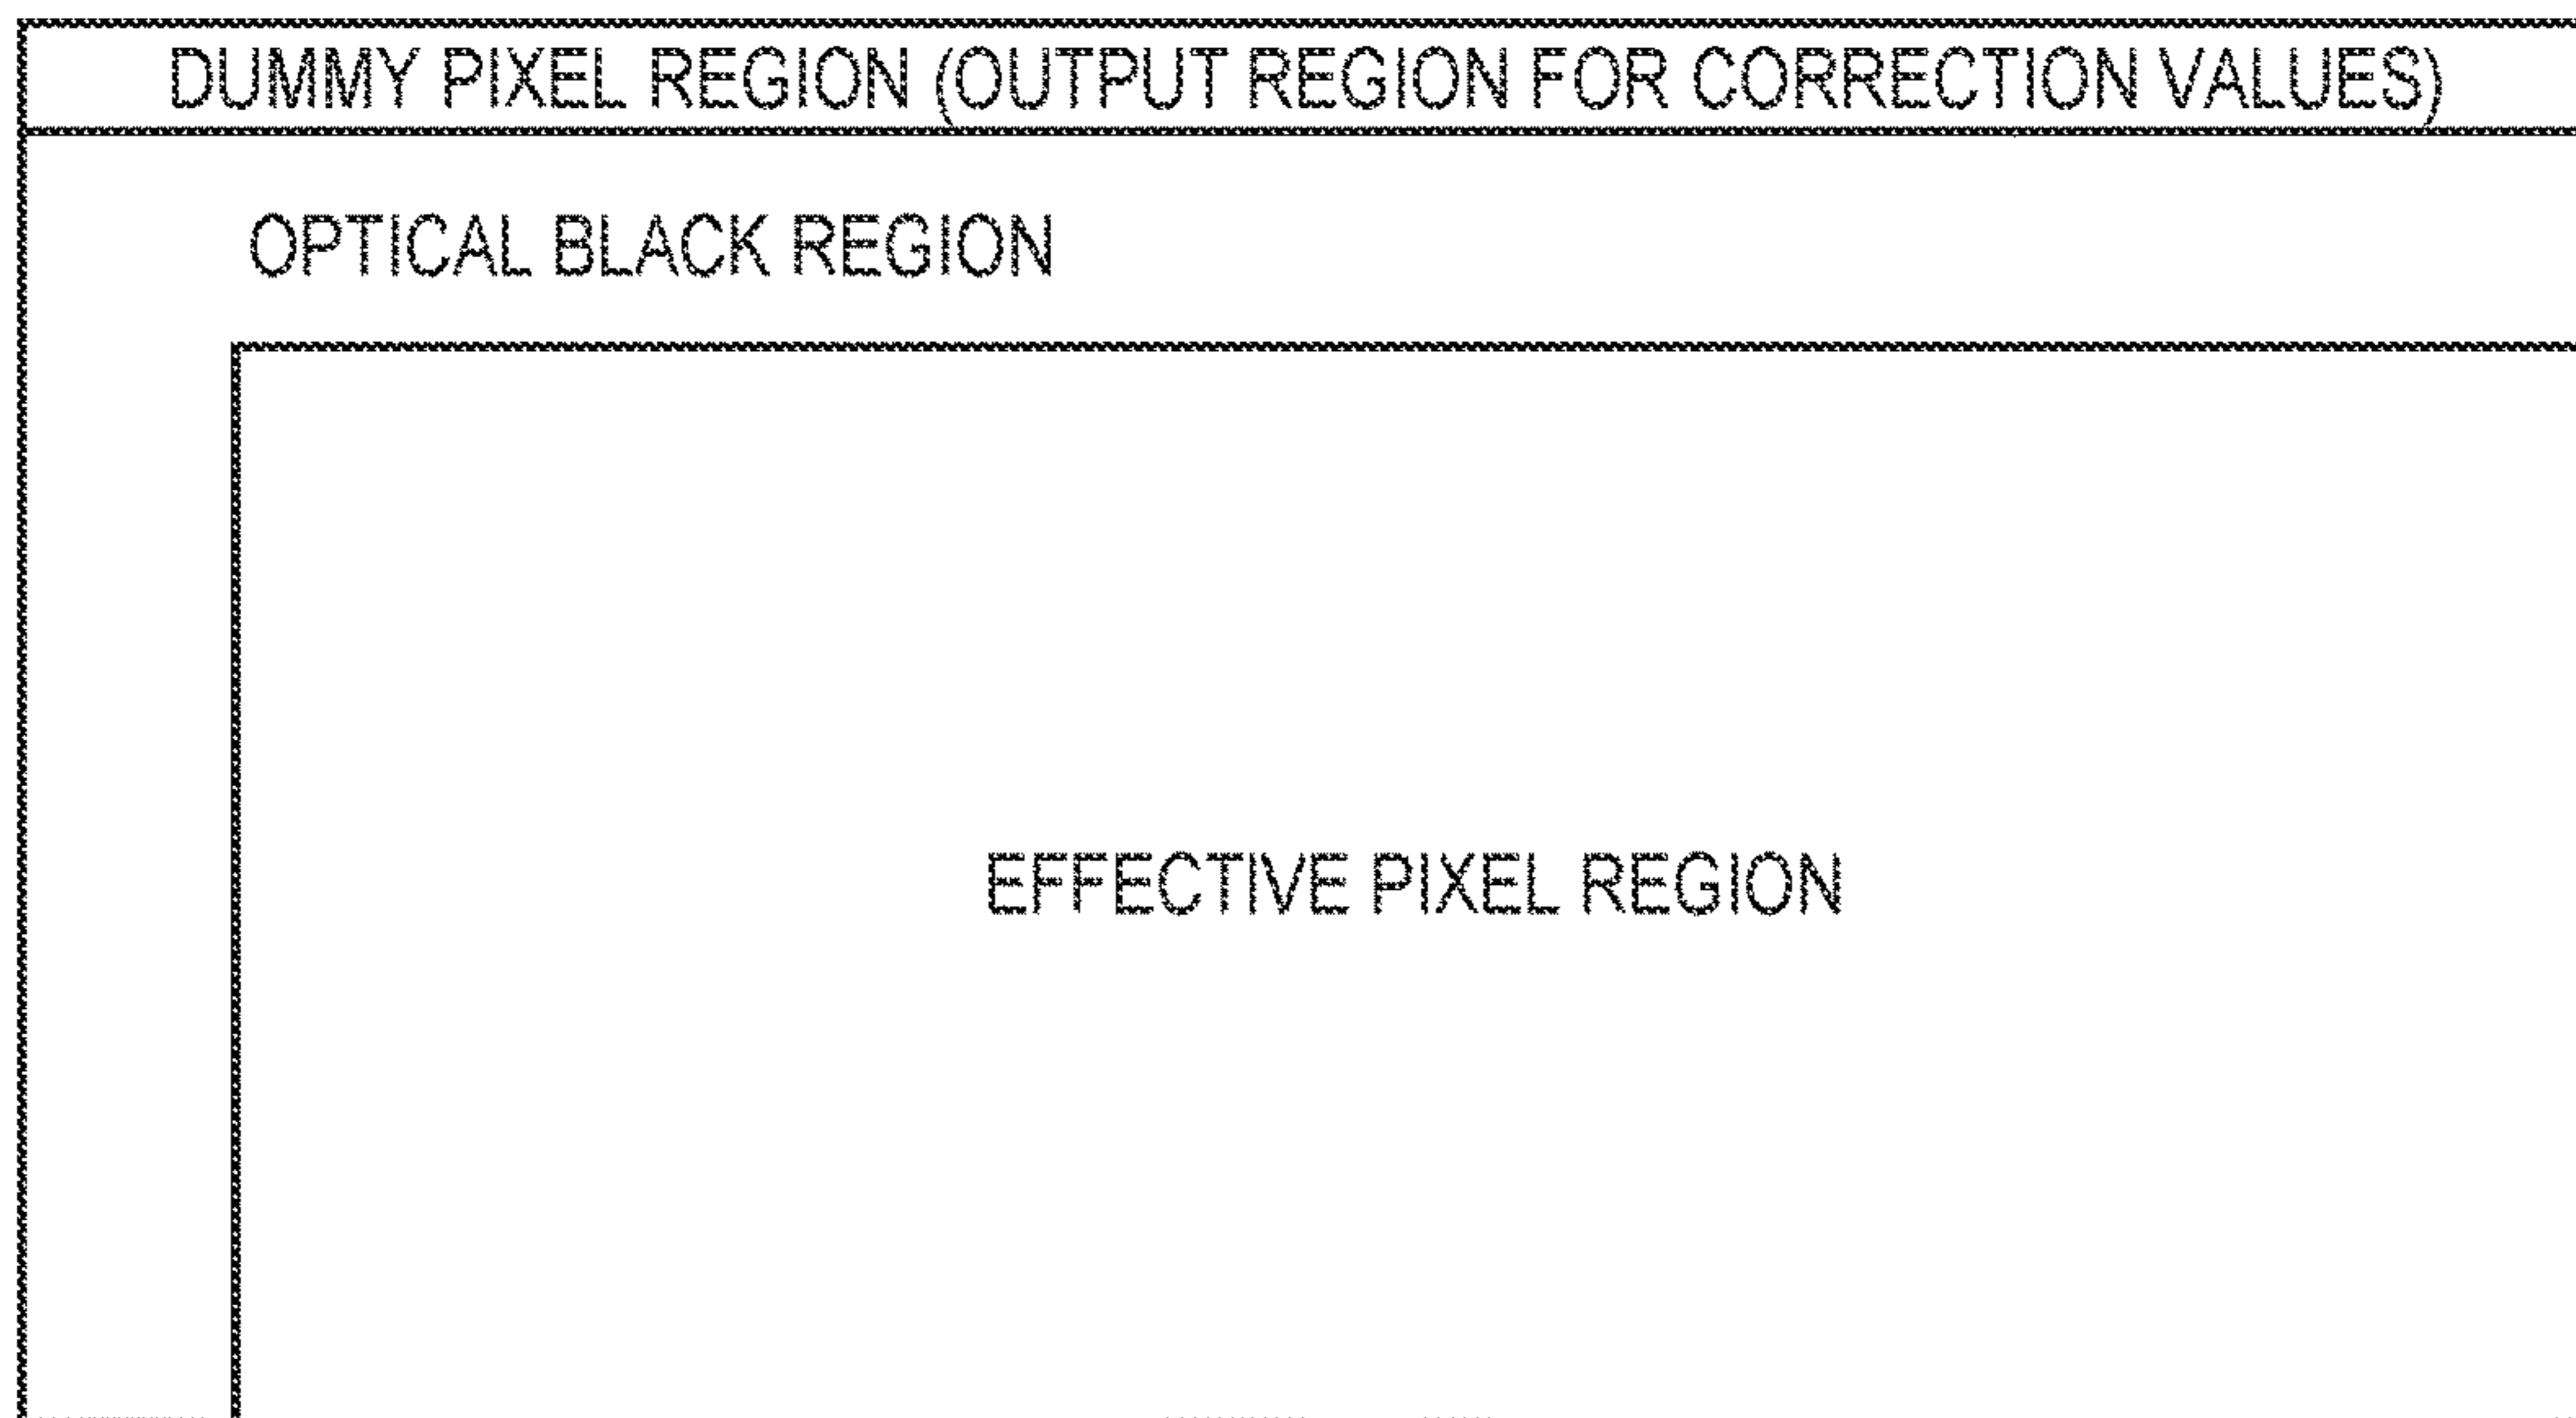 DUMMY PIXEL REGION (OUTPUT REGION FOR CORRECTION VALUES)
OPTICAL BLACK REGION
EFFECTIVE PIXEL REGION